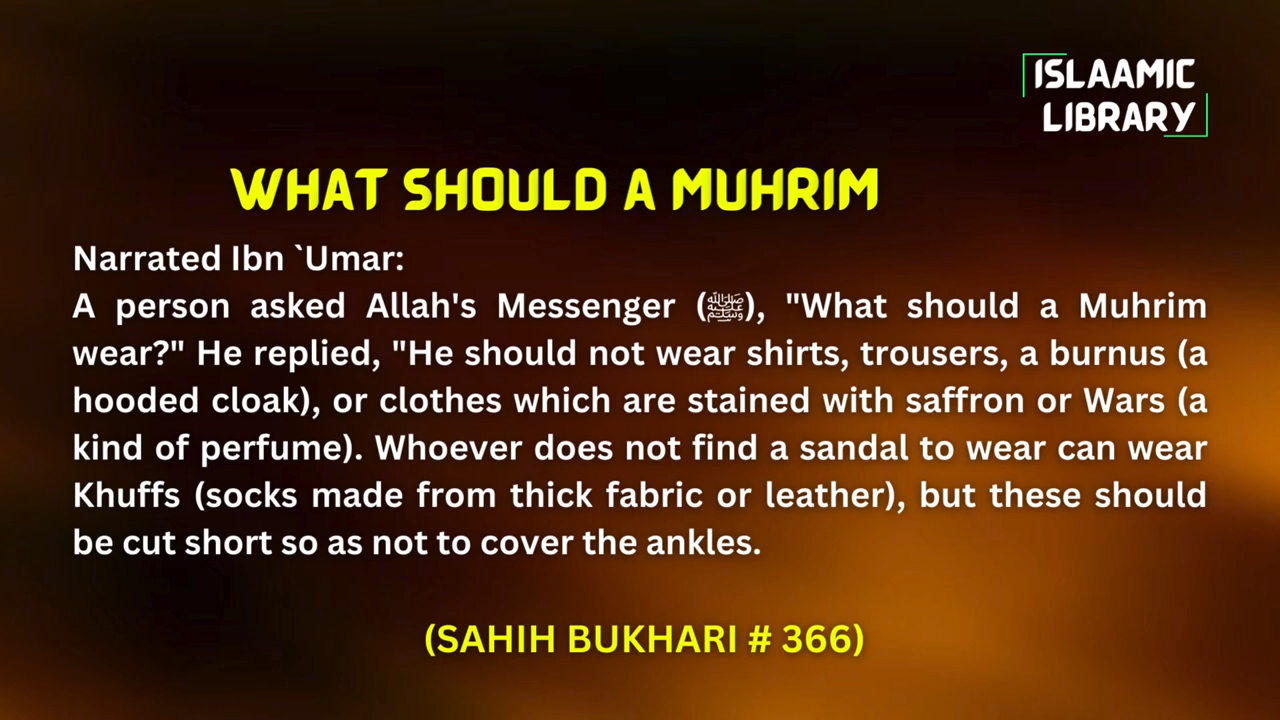 ISLAAMIC
LIBRARY
WHAT SHOULD A MUHRIM
Narrated Ibn `Umar:
A person asked Allah's Messenger (ﷺ), "What should a Muhrim
wear?" He replied, "He should not wear shirts, trousers, a burnus (a
hooded cloak), or clothes which are stained with saffron or Wars (a
kind of perfume). Whoever does not find a sandal to wear can wear
Khuffs (socks made from thick fabric or leather), but these should
be cut short so as not to cover the ankles.
(SAHIH BUKHARI # 366)